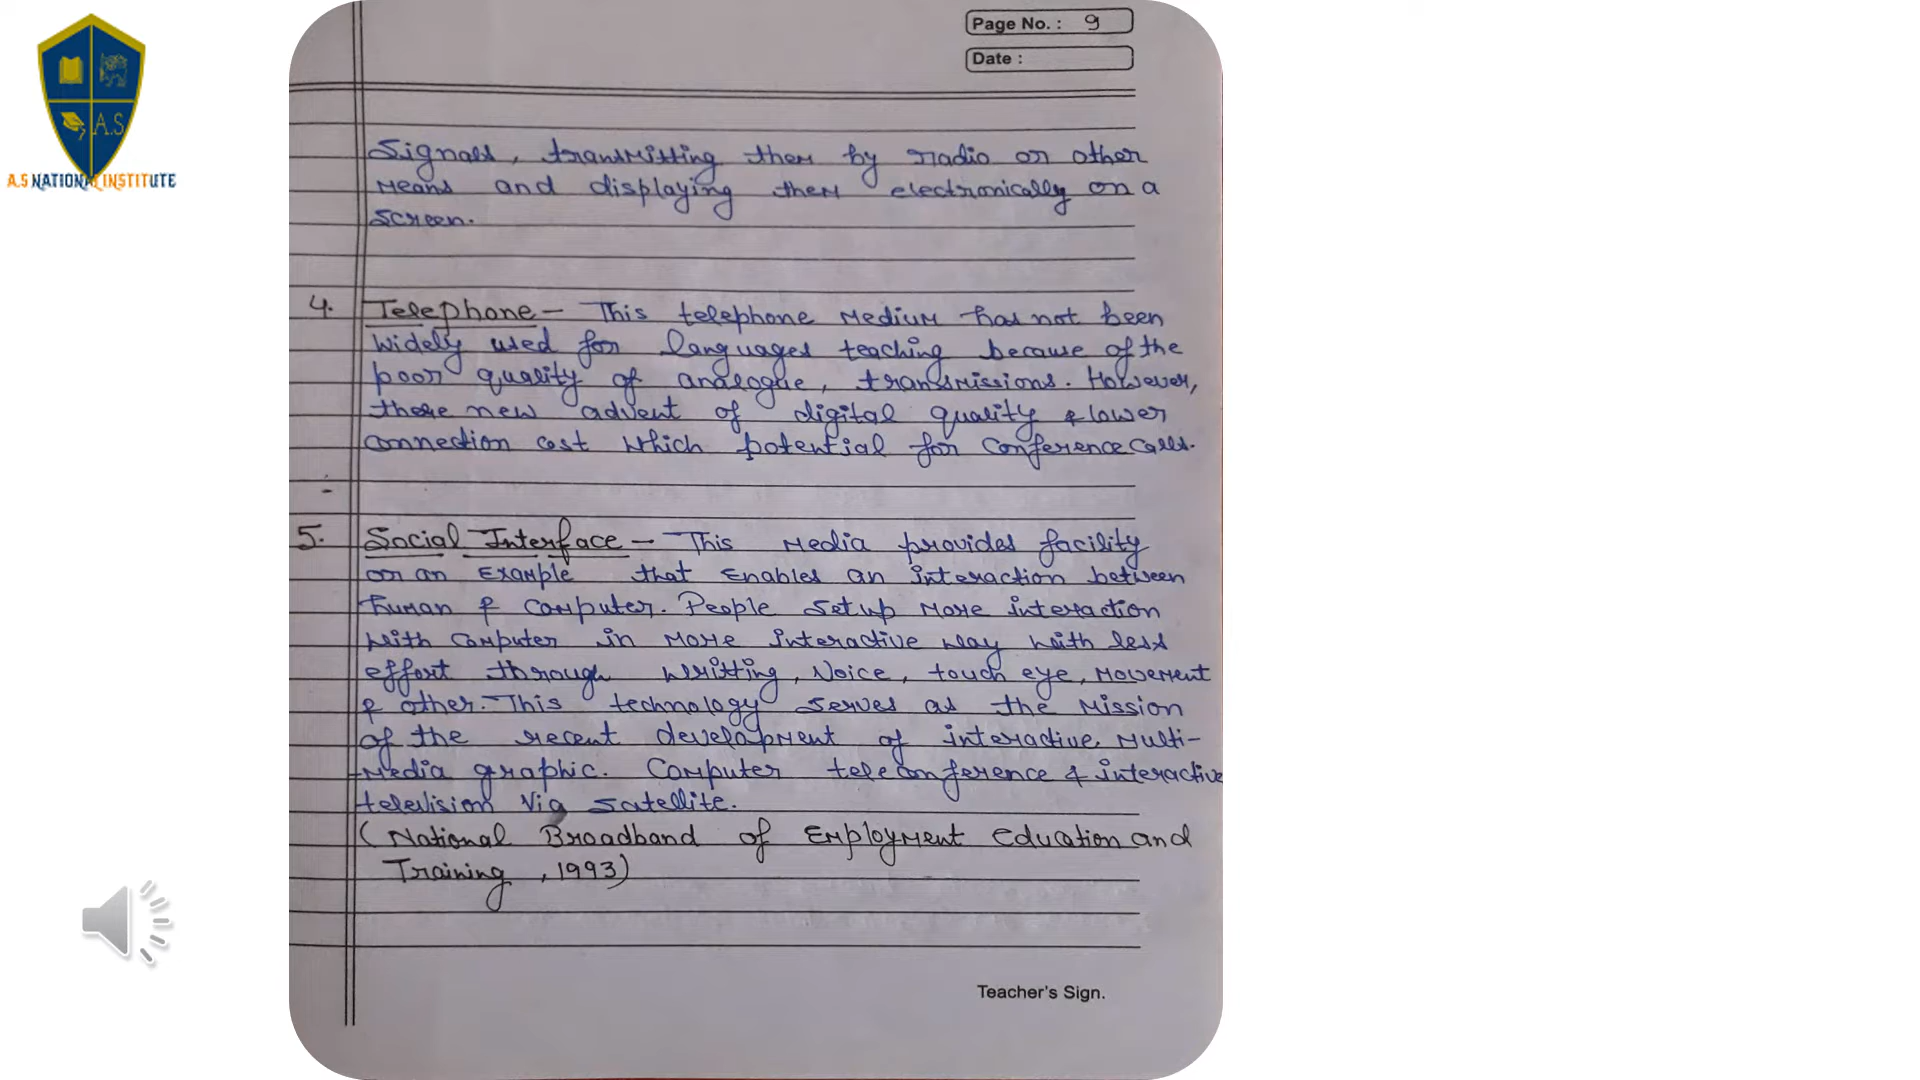 A.S
A.S NATIONAL INSTITUTE
Page No. : 9
Date :
Signals, transmitting them by radio or other
means and displaying them electronically on a
screen.
4. Telephone - This telephone medium has not been
widely used for languages teaching because of the
poor quality of analogue, transmissions. However,
there new advent of digital quality & lower
connection cost which potential for conference calls.
5. Social Interface - This media provides facility
or an example that enables an interaction between
human & computer. People setup more interaction
with computer in more interactive way with less
effort through writting, voice, touch eye, movement
& other. This technology serves as the mission
of the recent development of interactive multi-
-media graphic. Computer teleconference & interactive
television via satellite.
(National Broadband of Employment Education and
Training, 1993)
Teacher's Sign.